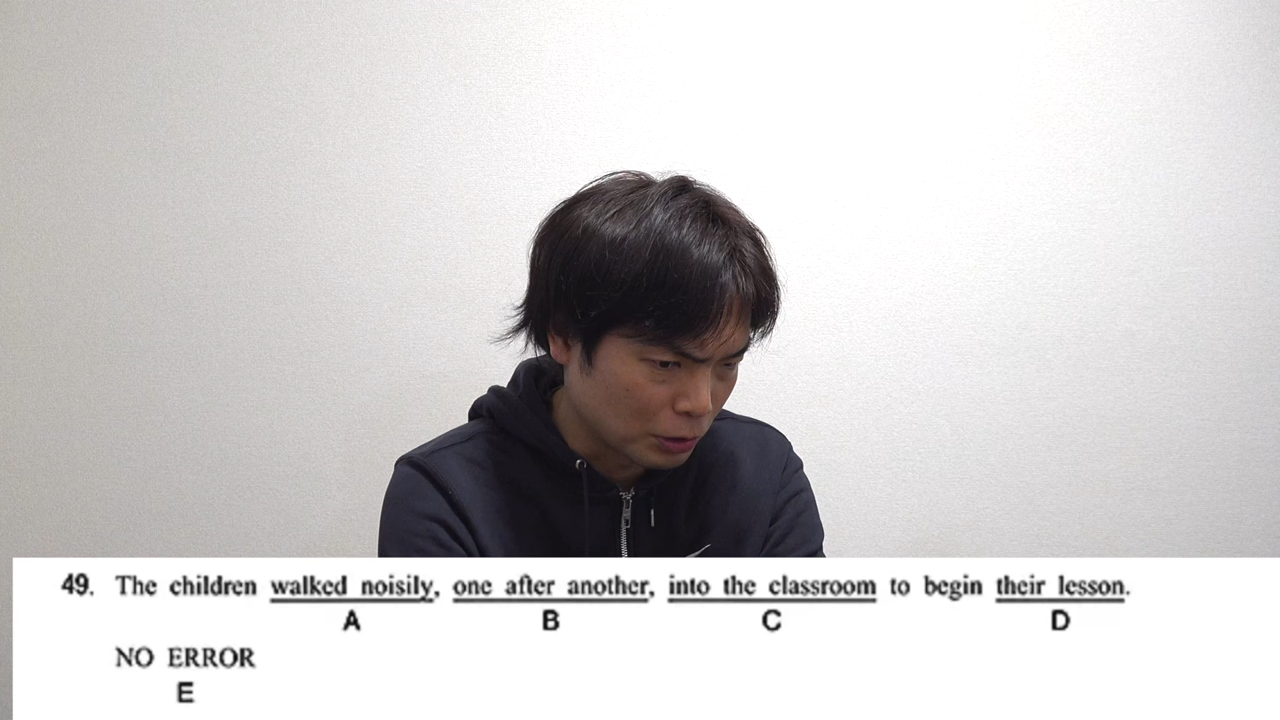 49. The children walked noisily, one after another, into the classroom to begin their lesson.
A B C D
NO ERROR
E